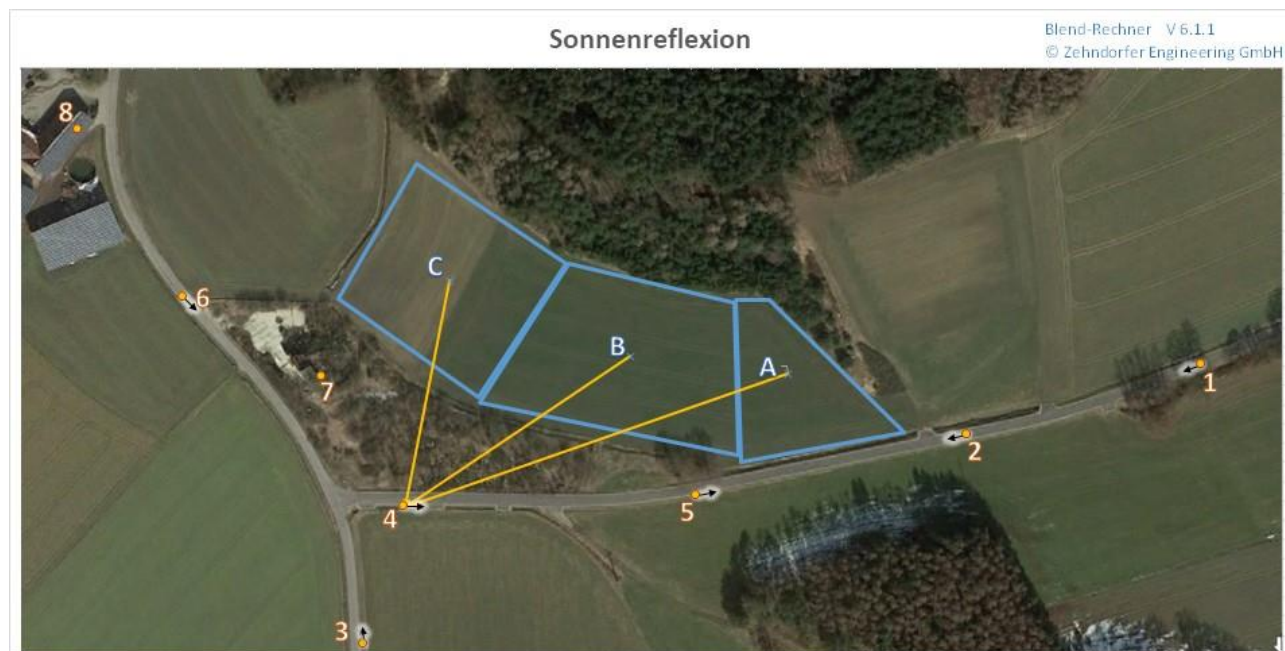 Sonnenreflexion
Blend-Rechner V 6.1.1
© Zehndorfer Engineering GmbH
8
C
6
B
A
1
7
2
4
5
3